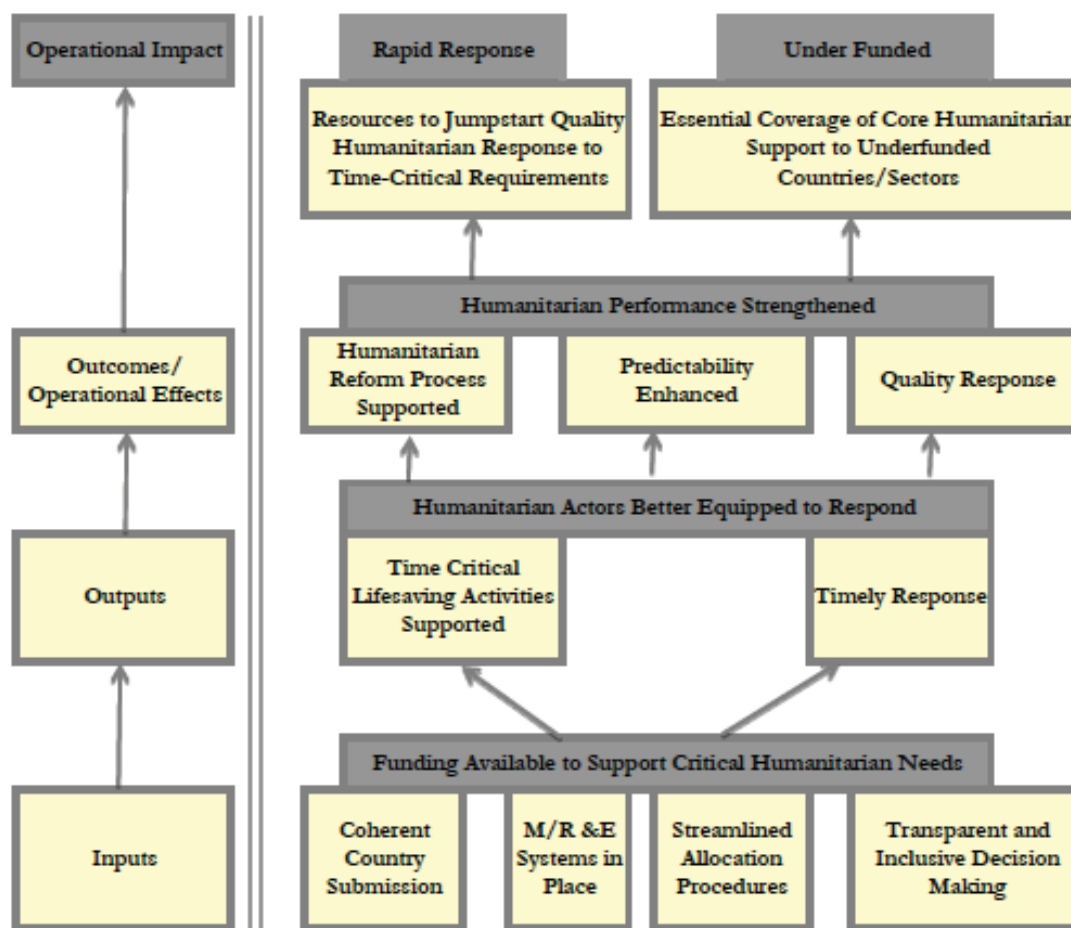 Operational Impact
Rapid Response
Under Funded
Resources to Jumpstart Quality
Humanitarian Response to
Time-Critical Requirements
Essential Coverage of Core Humanitarian
Support to Underfunded
Countries/Sectors
Humanitarian Performance Strengthened
Outcomes/
Operational Effects
Humanitarian
Reform Process
Supported
Predictability
Enhanced
Quality Response
Humanitarian Actors Better Equipped to Respond
Outputs
Time Critical
Lifesaving Activities
Supported
Timely Response
Funding Available to Support Critical Humanitarian Needs
Inputs
Coherent
Country
Submission
M/R &E
Systems in
Place
Streamlined
Allocation
Procedures
Transparent and
Inclusive Decision
Making